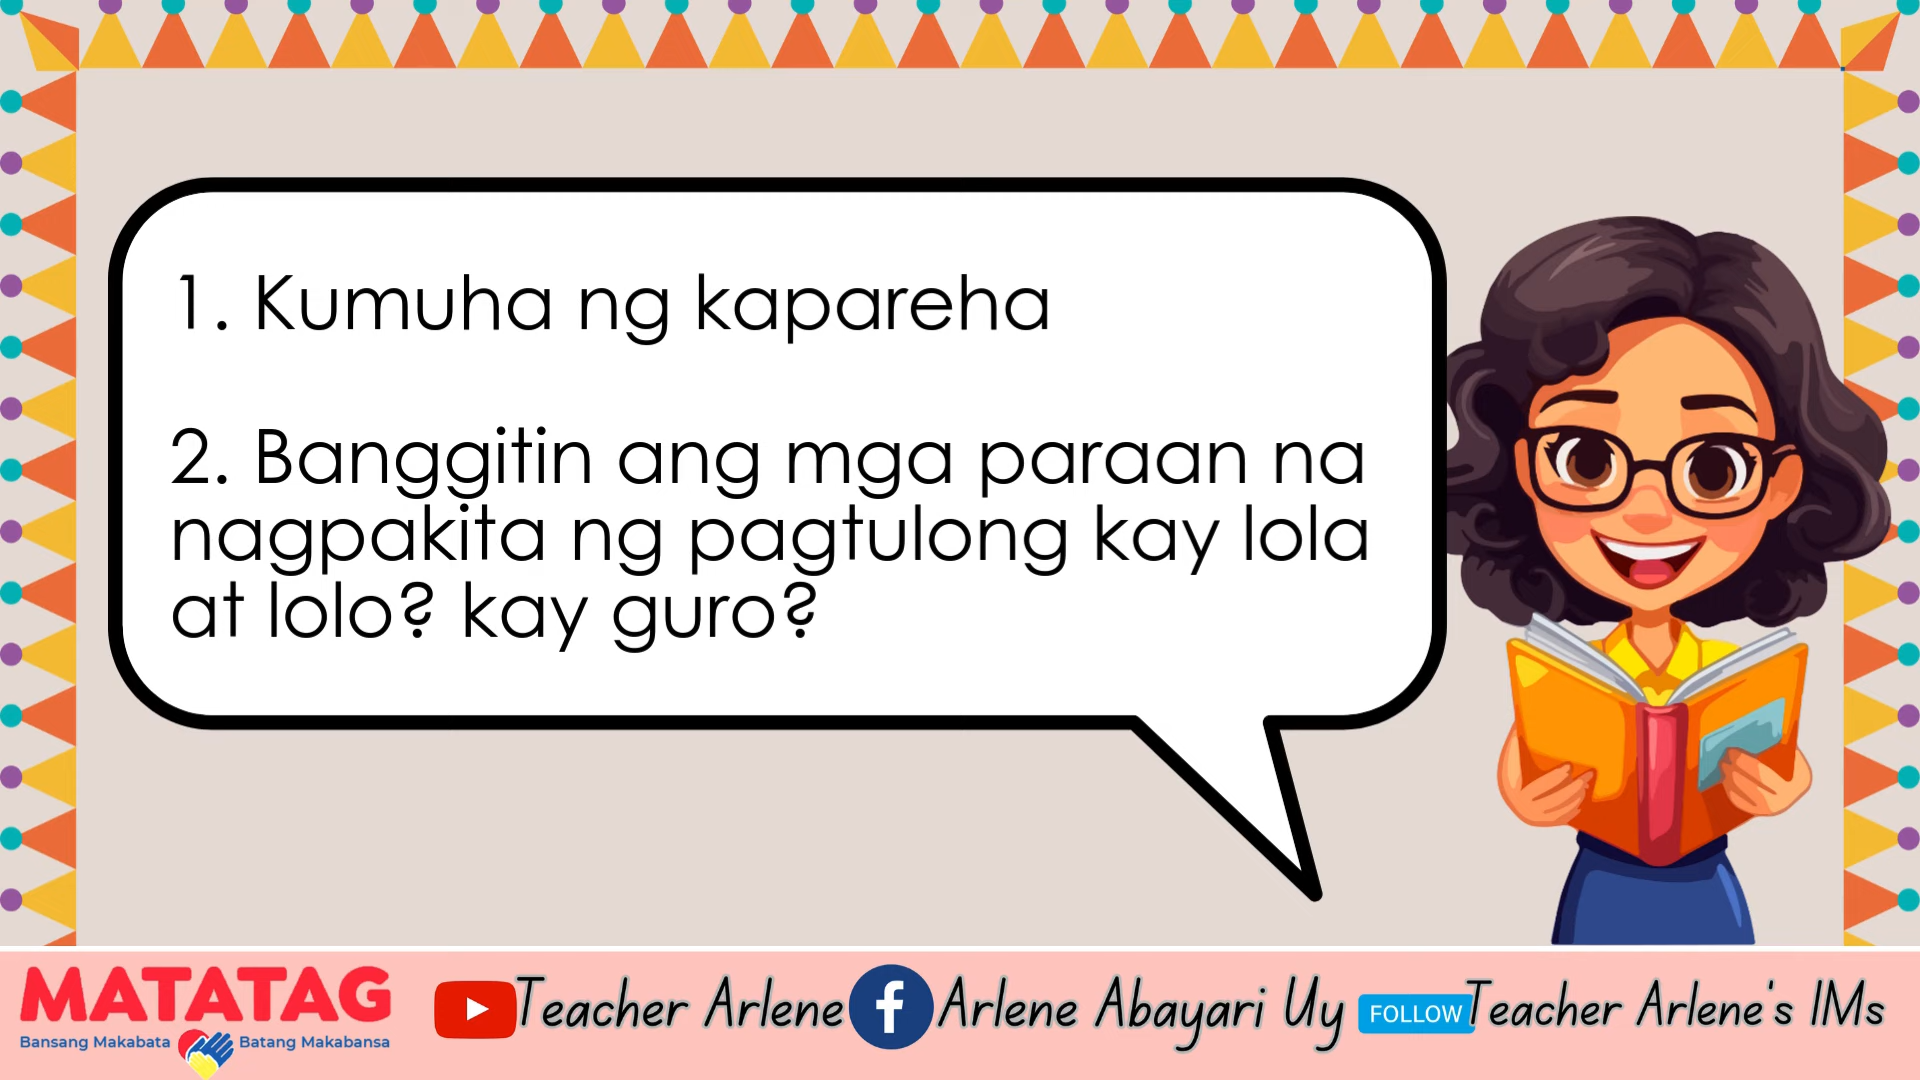 1. Kumuha ng kapareha
2. Banggitin ang mga paraan na
nagpakita ng pagtulong kay lola
at lolo? kay guro?
MATATAG
Bansang Makabata Batang Makabansa
Teacher Arlene
Arlene Abayari Uy
FOLLOW
Teacher Arlene's IMs